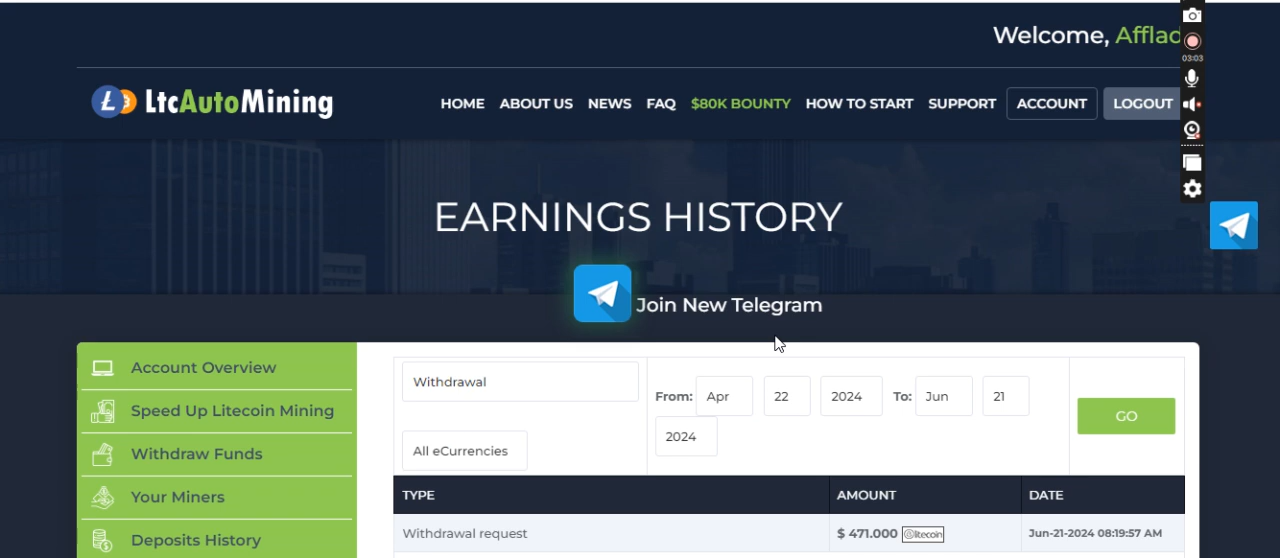 Welcome, Afflad
03:03
LtcAutoMining
HOME ABOUT US NEWS FAQ $80K BOUNTY HOW TO START SUPPORT ACCOUNT LOGOUT
EARNINGS HISTORY
Join New Telegram
Account Overview
Speed Up Litecoin Mining
Withdraw Funds
Your Miners
Deposits History
Withdrawal
All eCurrencies
From: Apr 22 2024 To: Jun 21
2024
GO
TYPE AMOUNT DATE
Withdrawal request $ 471.000 litecoin Jun-21-2024 08:19:57 AM